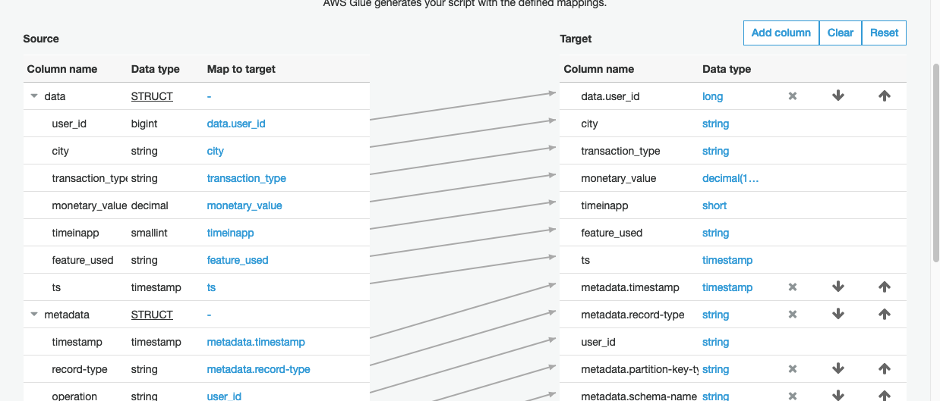 AWS Glue generates your script with the defined mappings.
Source
Target
Add column Clear Reset
Column name Data type Map to target
Column name Data type
data STRUCT -
data.user_id long
user_id bigint data.user_id
city string
city string city
transaction_type string
transaction_type string transaction_type
monetary_value decimal(1...
monetary_value decimal monetary_value
timeinapp short
timeinapp smallint timeinapp
feature_used string
feature_used string feature_used
ts timestamp
ts timestamp ts
metadata.timestamp timestamp
metadata STRUCT -
metadata.record-type string
timestamp timestamp metadata.timestamp
user_id string
record-type string metadata.record-type
metadata.partition-key-ty string
operation string user_id
metadata.schema-name string